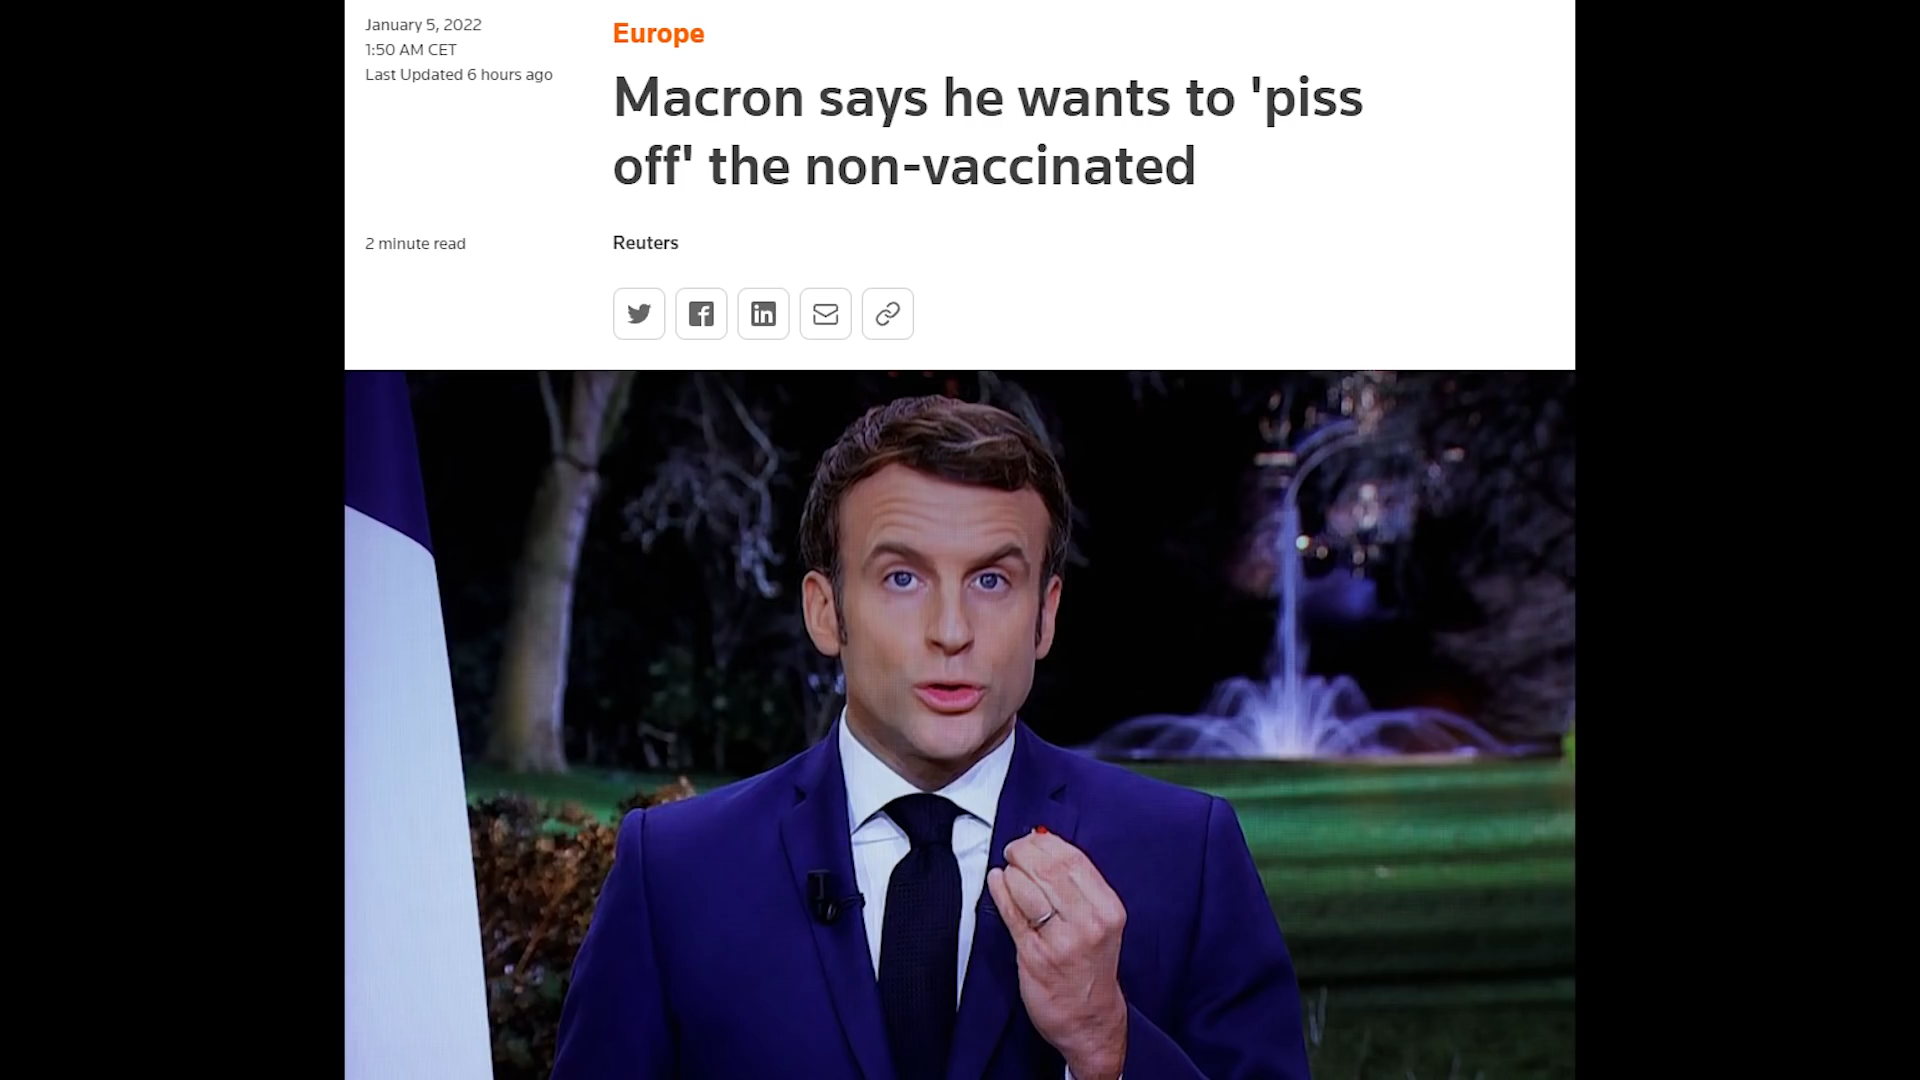 January 5, 2022
1:50 AM CET
Last Updated 6 hours ago
Europe
Macron says he wants to 'piss
off' the non-vaccinated
2 minute read
Reuters